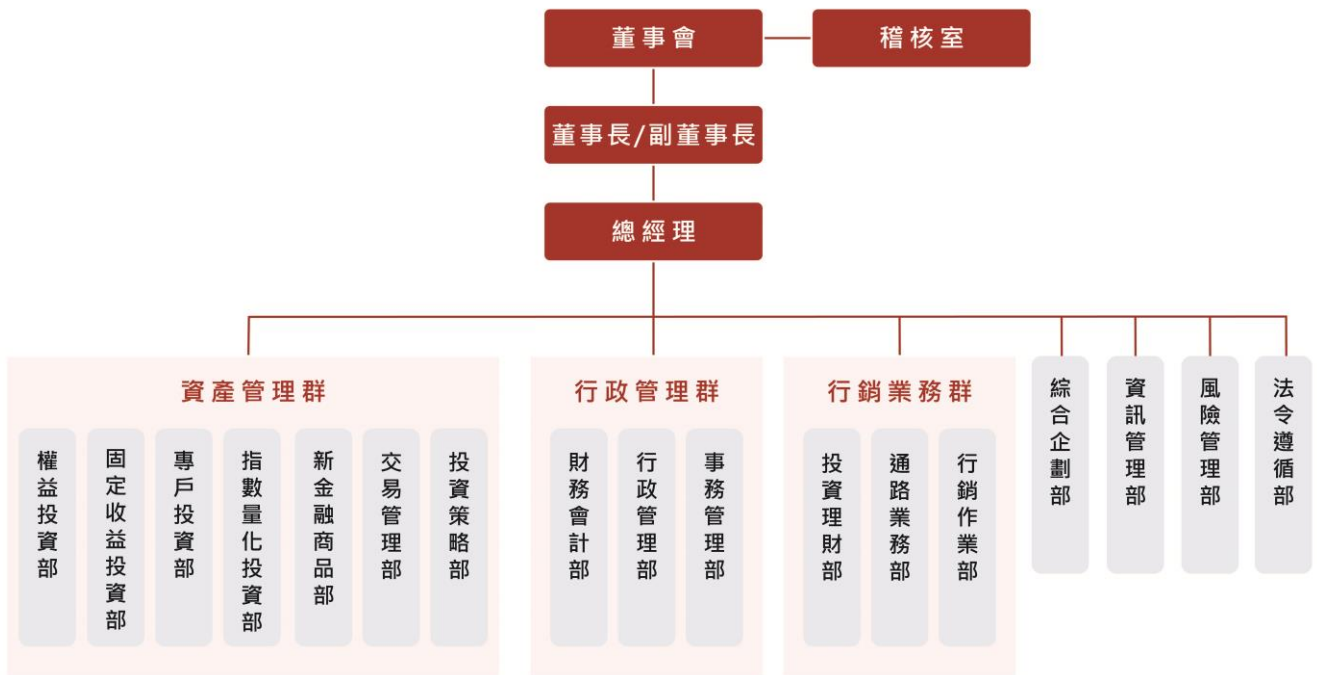 董事會
稽核室
董事長/副董事長
總經理
資產管理群
權益投資部
固定收益投資部
專戶投資部
指數量化投資部
新金融商品部
交易管理部
投資策略部
行政管理群
財務會計部
行政管理部
事務管理部
行銷業務群
投資理財部
通路業務部
行銷作業部
綜合企劃部
資訊管理部
風險管理部
法令遵循部